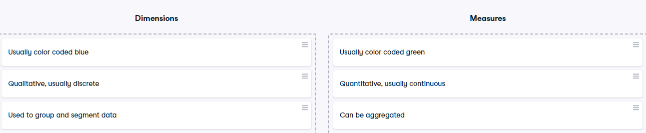 Dimensions
Measures
Usually color coded blue
Usually color coded green
Qualitative, usually discrete
Quantitative, usually continuous
Used to group and segment data
Can be aggregated